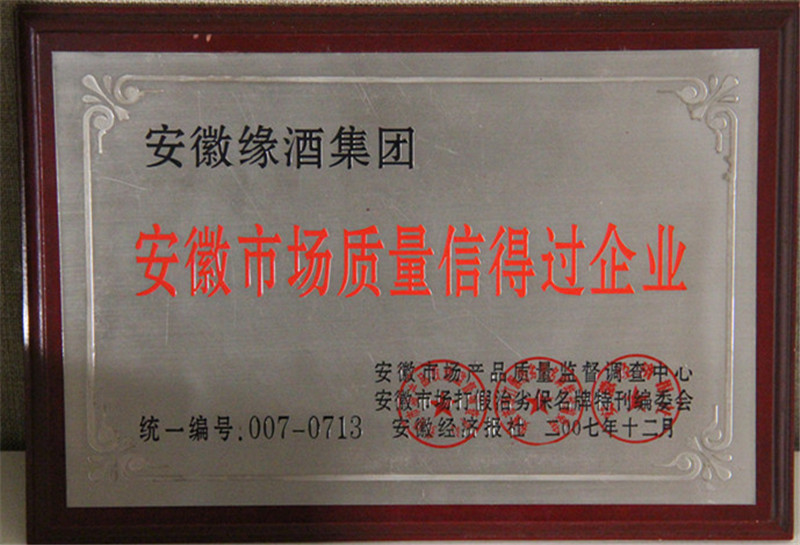 安徽缘酒集团
安徽市场质量信得过企业
安徽市场产品质量监督调查中心
安徽市场打假治劣保名牌特刊编委会
统一编号:007-0713
安徽经济报社 二00七年十二月